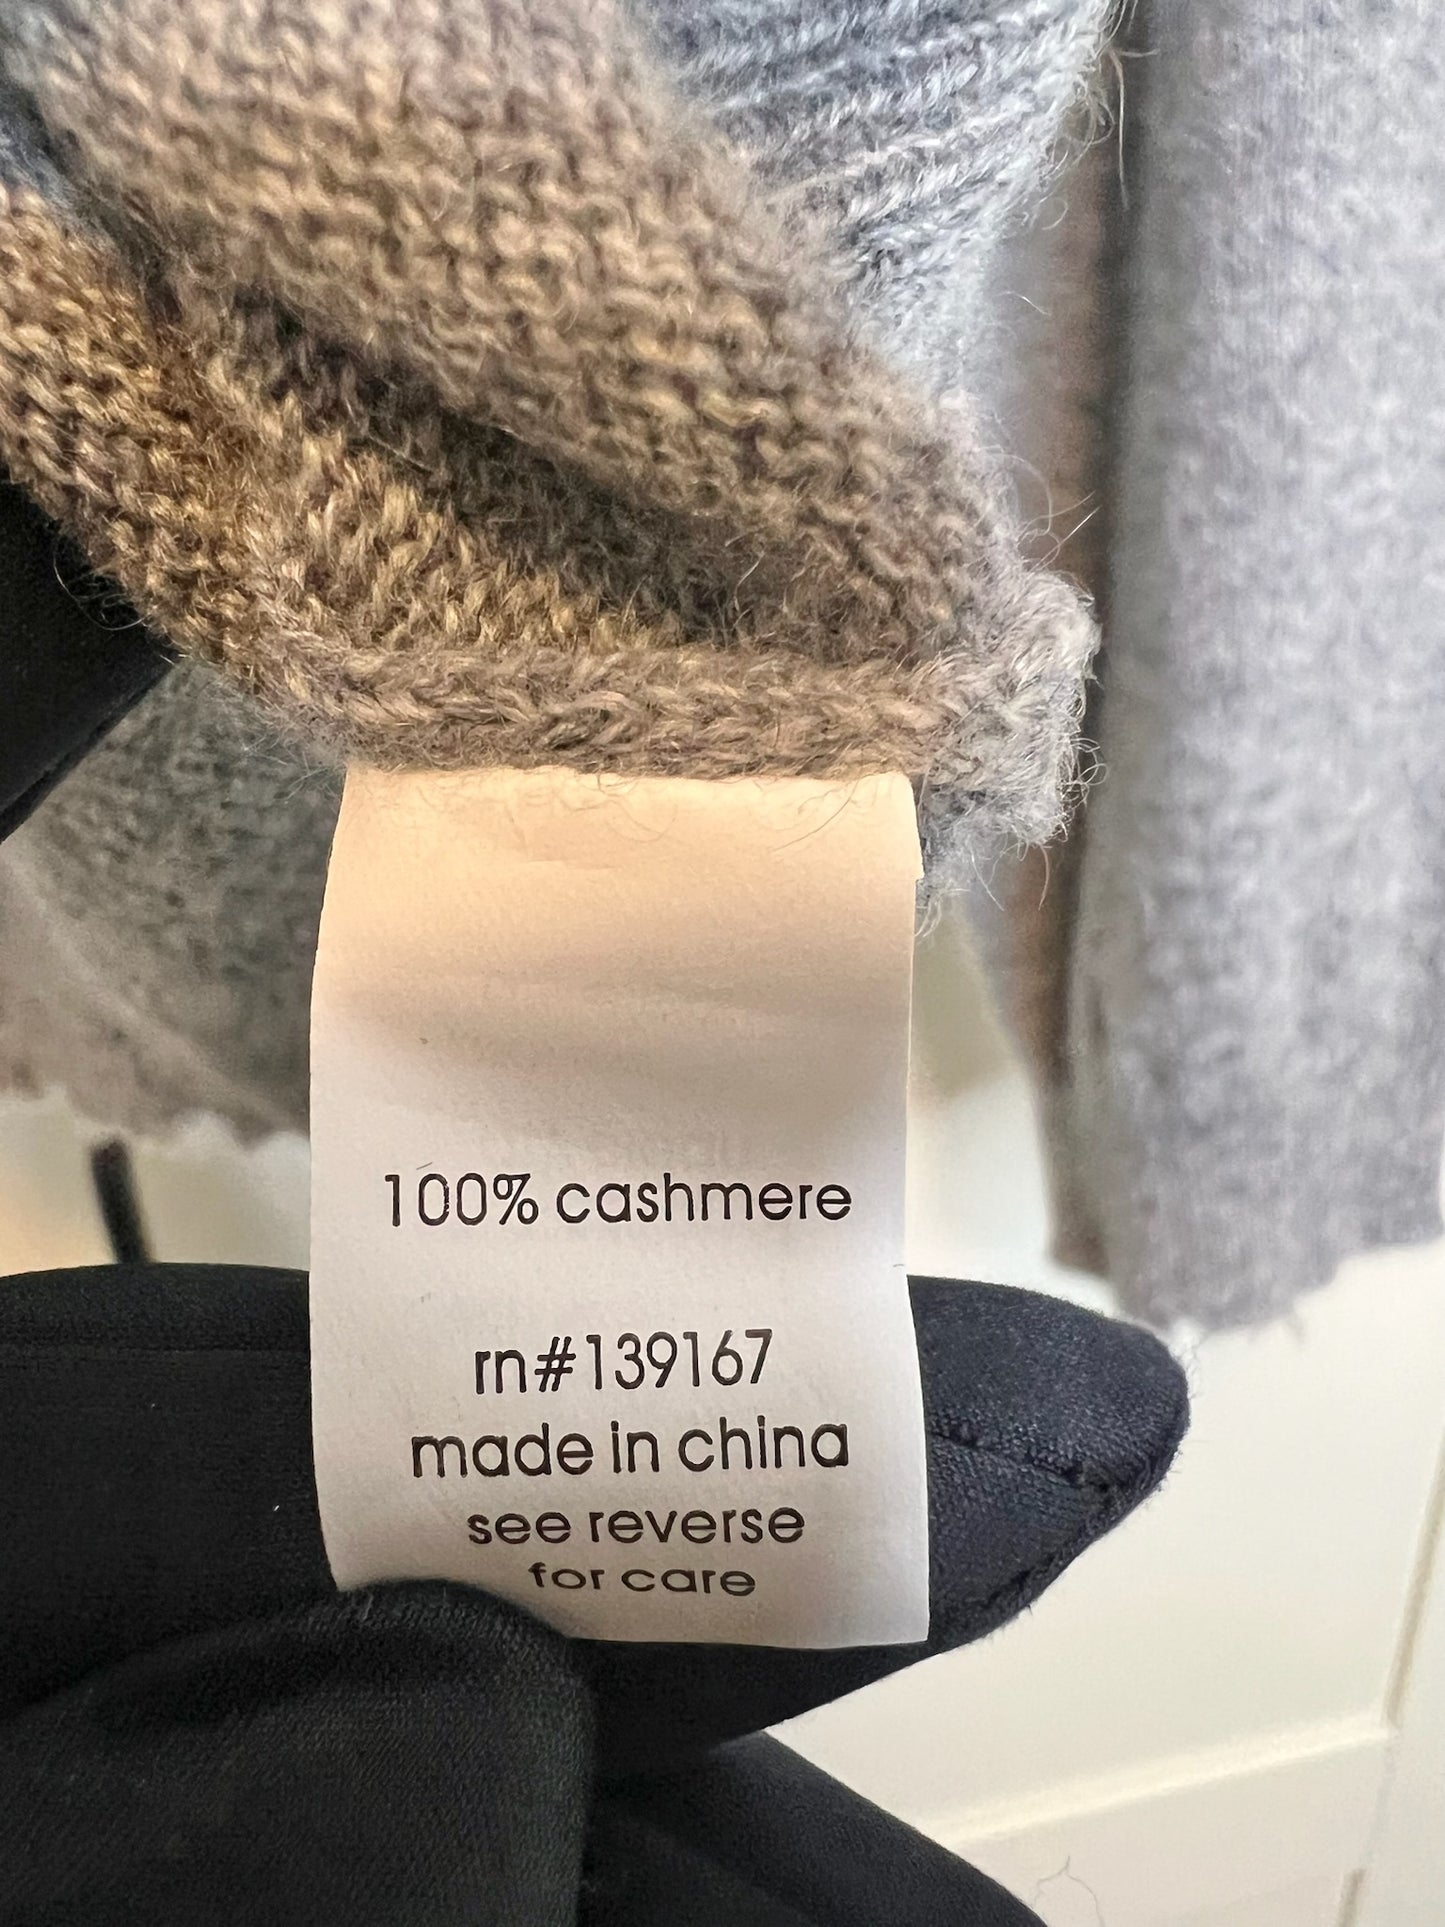 100% cashmere
rn#139167
made in china
see reverse
for care